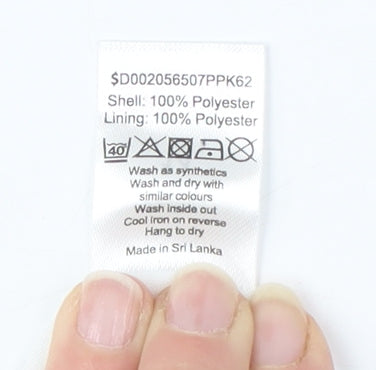 $D002056507PPK62
Shell: 100% Polyester
Lining: 100% Polyester
40
Wash as synthetics
Wash and dry with
similar colours
Wash inside out
Cool iron on reverse
Hang to dry
Made in Sri Lanka